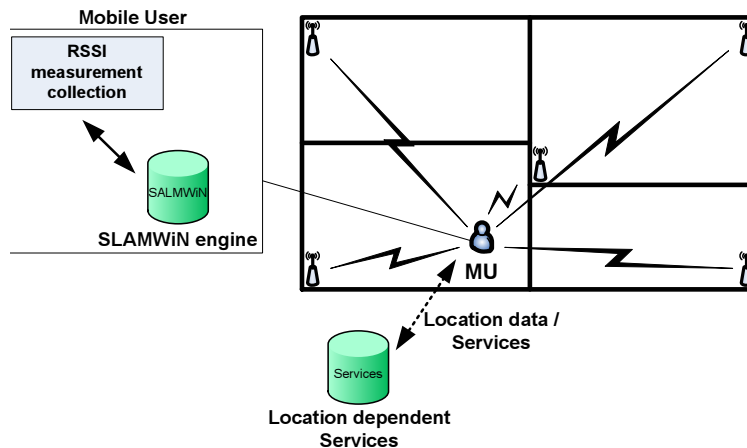 Mobile User
RSSI
measurement
collection
SALMWiN
SLAMWiN engine
MU
Location data /
Services
Services
Location dependent
Services